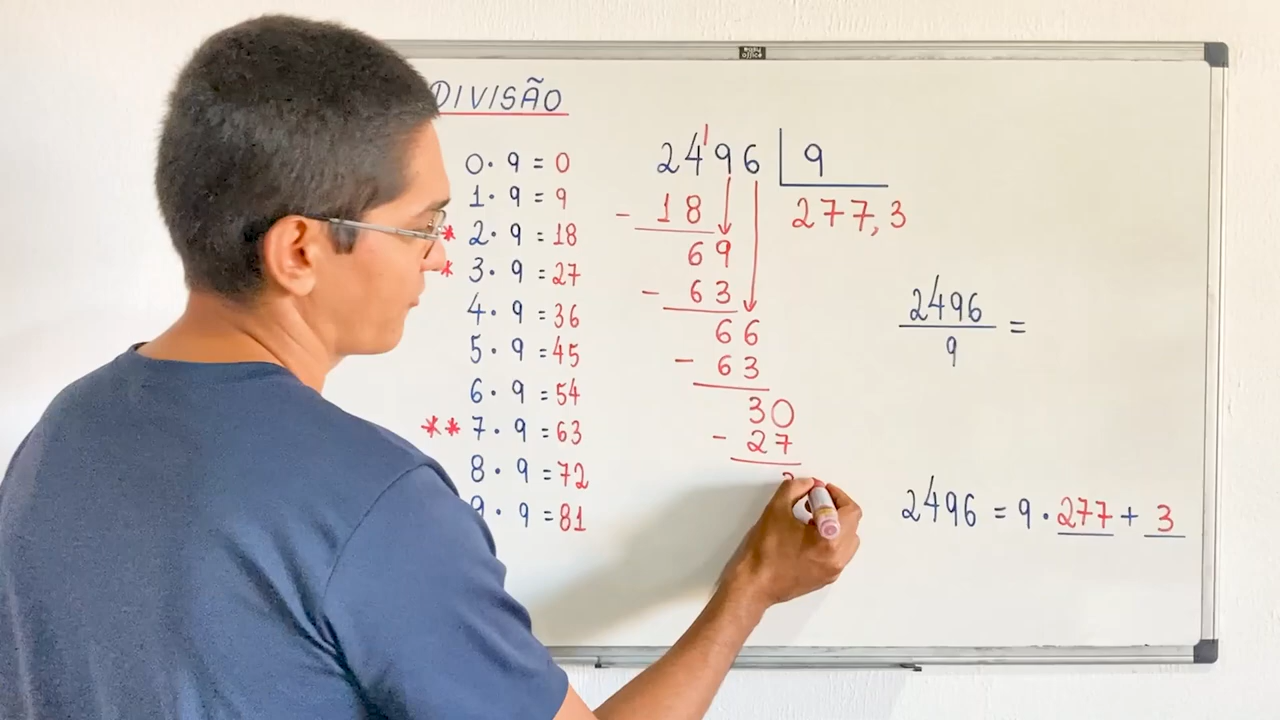 DIVISÃO
0 · 9 = 0
1 · 9 = 9
* 2 · 9 = 18
* 3 · 9 = 27
4 · 9 = 36
5 · 9 = 45
6 · 9 = 54
** 7 · 9 = 63
8 · 9 = 72
9 · 9 = 81
24'96 | 9
- 18
277,3
69
- 63
66
- 63
30
- 27
2496
9
=
2496 = 9 · 277 + 3